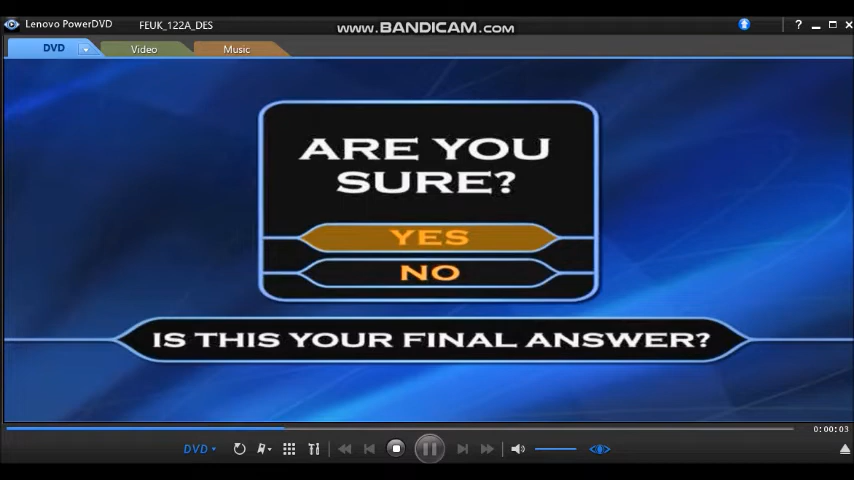 Lenovo PowerDVD
FEUK_122A_DES
WWW.BANDICAM.COM
?
DVD
Video
Music
ARE YOU
SURE?
YES
NO
IS THIS YOUR FINAL ANSWER?
0:00:03
DVD